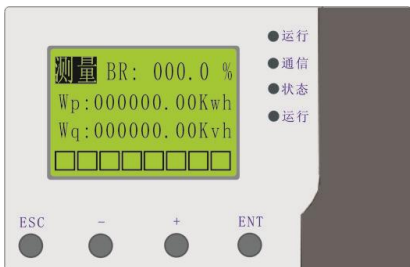 测量 BR: 000.0 %
Wp:000000.00Kwh
Wq:000000.00Kvh
运行
通信
状态
运行
ESC - + ENT